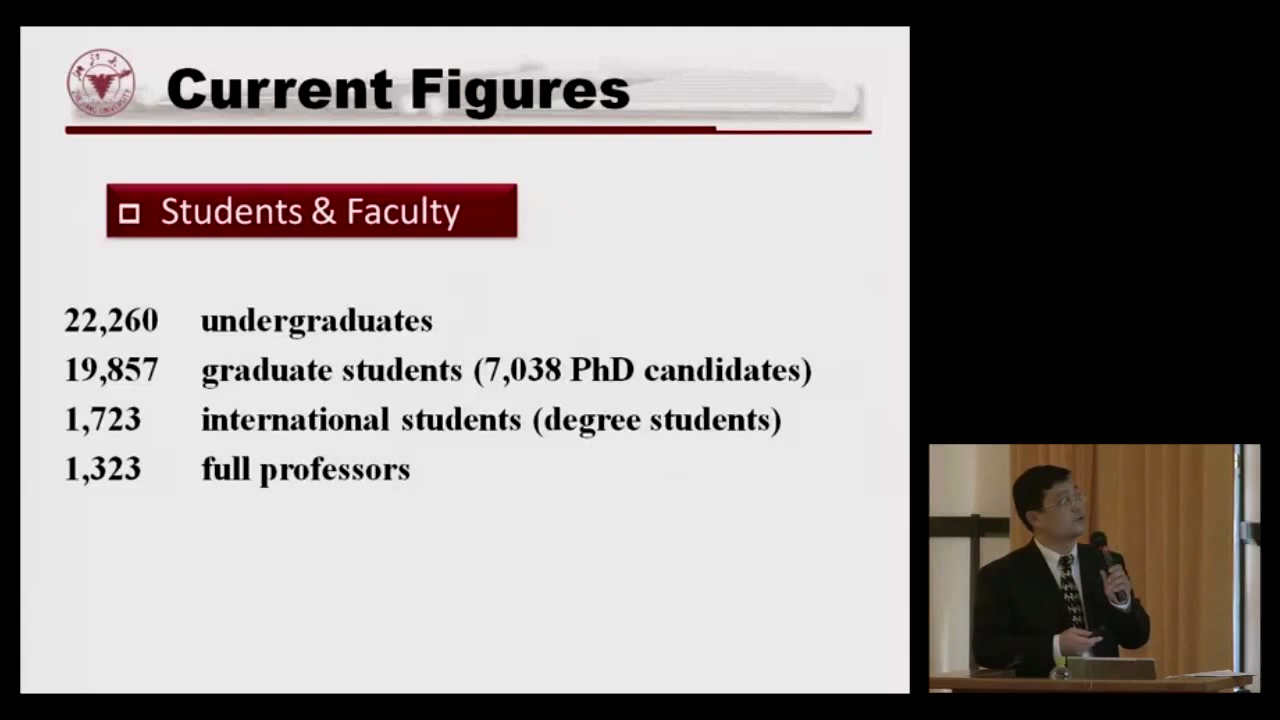 Current Figures
Students & Faculty
22,260 undergraduates
19,857 graduate students (7,038 PhD candidates)
1,723 international students (degree students)
1,323 full professors